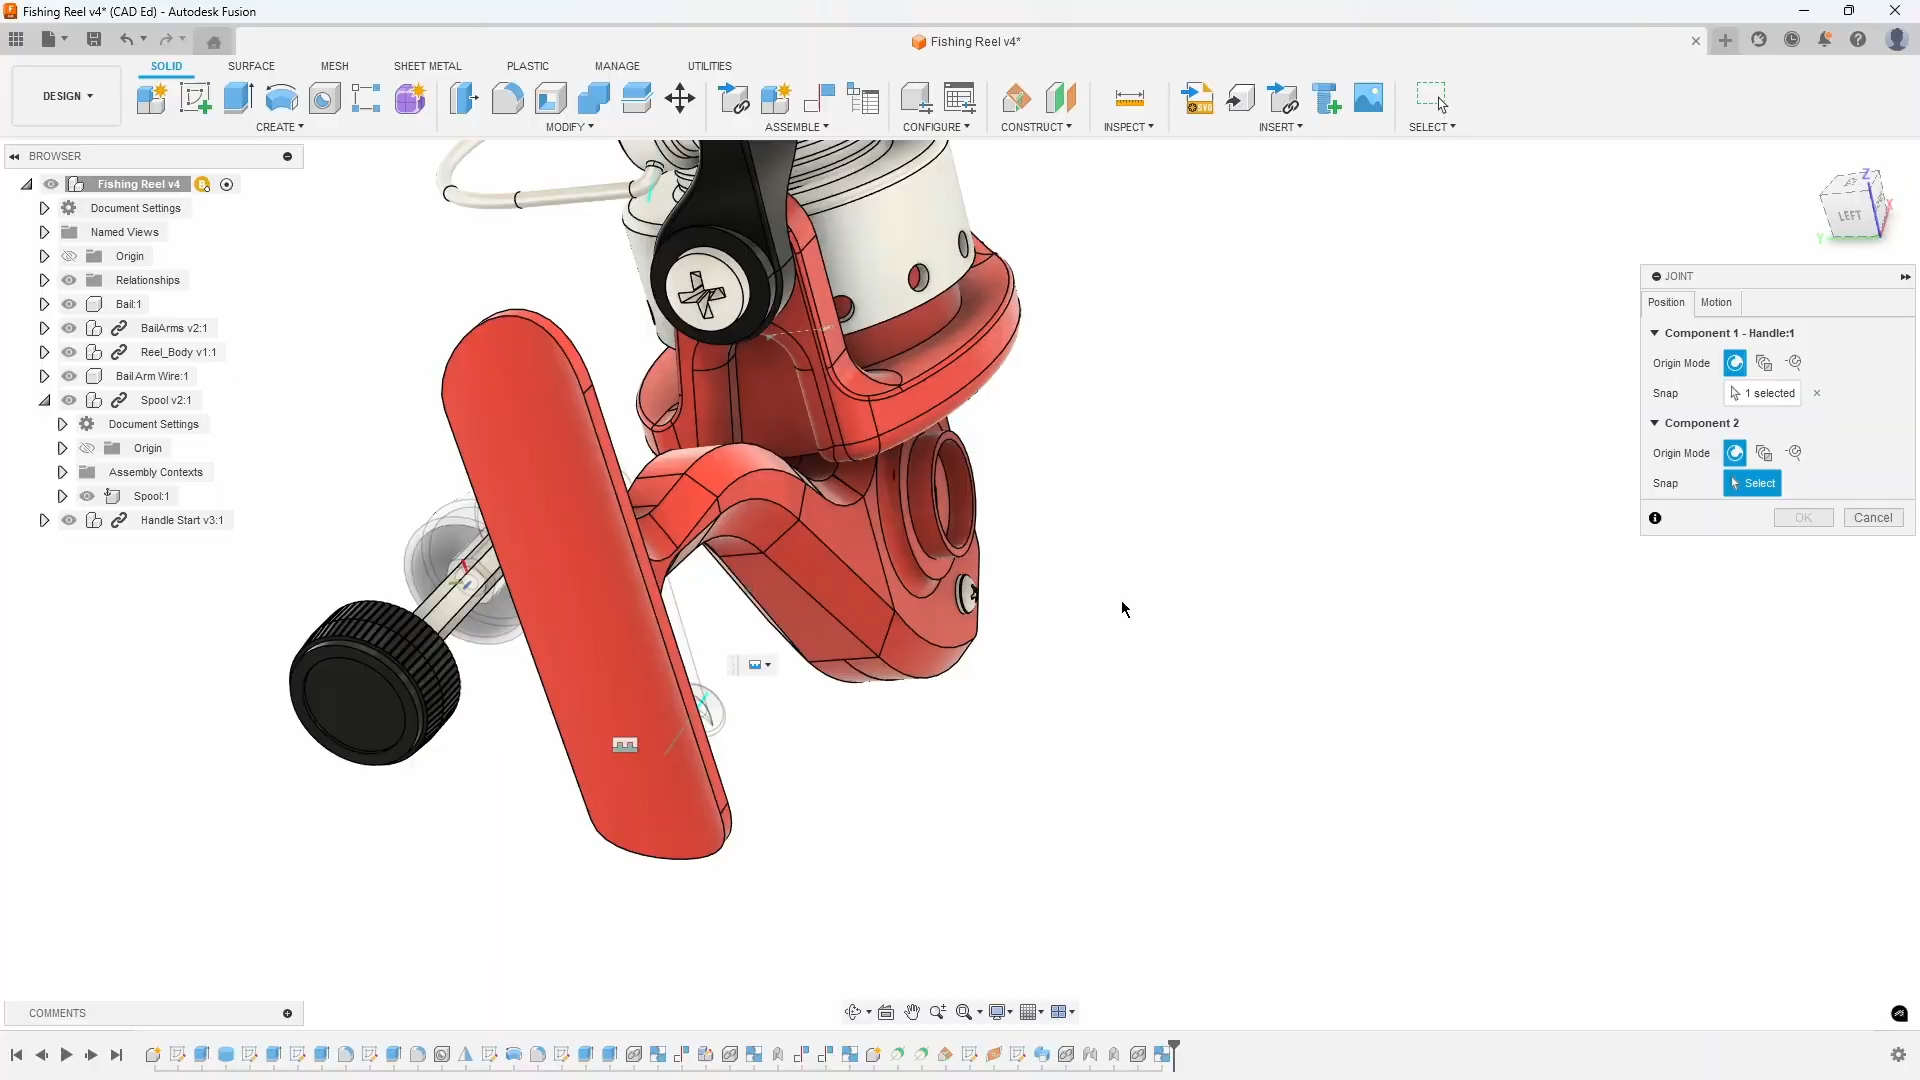 Fishing Reel v4* (CAD Ed) - Autodesk Fusion
Fishing Reel v4*
SOLID SURFACE MESH SHEET METAL PLASTIC MANAGE UTILITIES
DESIGN
CREATE MODIFY ASSEMBLE CONFIGURE CONSTRUCT INSPECT INSERT SELECT
BROWSER
Fishing Reel v4
Document Settings
Named Views
Origin
Relationships
Bail:1
BailArms v2:1
Reel_Body v1:1
Bail Arm Wire:1
Spool v2:1
Document Settings
Origin
Assembly Contexts
Spool:1
Handle Start v3:1
Z
LEFT
X
Y
JOINT
Position Motion
Component 1 - Handle:1
Origin Mode
Snap 1 selected
Component 2
Origin Mode
Snap Select
OK Cancel
COMMENTS